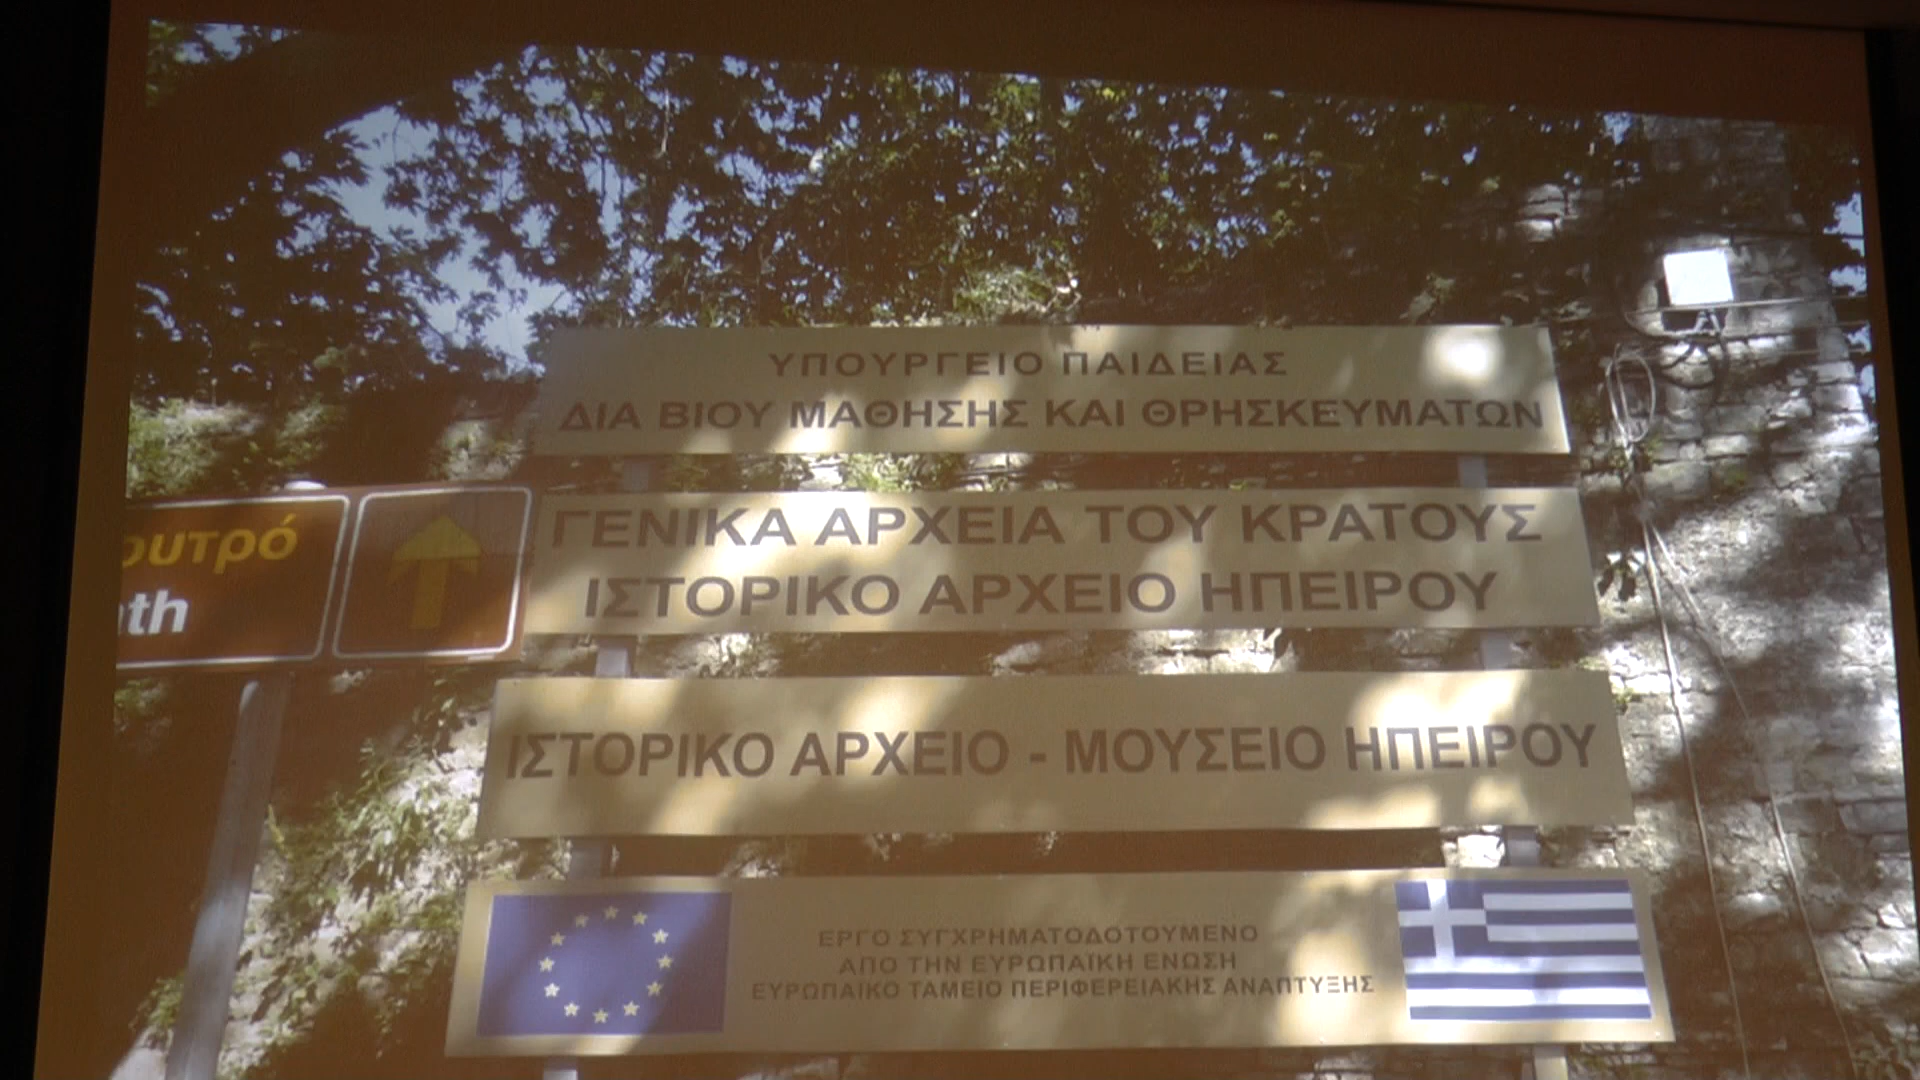 ΥΠΟΥΡΓΕΙΟ ΠΑΙΔΕΙΑΣ
ΔΙΑ ΒΙΟΥ ΜΑΘΗΣΗΣ ΚΑΙ ΘΡΗΣΚΕΥΜΑΤΩΝ
ουτρό
ath
ΓΕΝΙΚΑ ΑΡΧΕΙΑ ΤΟΥ ΚΡΑΤΟΥΣ
ΙΣΤΟΡΙΚΟ ΑΡΧΕΙΟ ΗΠΕΙΡΟΥ
ΙΣΤΟΡΙΚΟ ΑΡΧΕΙΟ - ΜΟΥΣΕΙΟ ΗΠΕΙΡΟΥ
ΕΡΓΟ ΣΥΓΧΡΗΜΑΤΟΔΟΤΟΥΜΕΝΟ
ΑΠΟ ΤΗΝ ΕΥΡΩΠΑΪΚΗ ΕΝΩΣΗ
ΕΥΡΩΠΑΙΚΟ ΤΑΜΕΙΟ ΠΕΡΙΦΕΡΕΙΑΚΗΣ ΑΝΑΠΤΥΞΗΣ